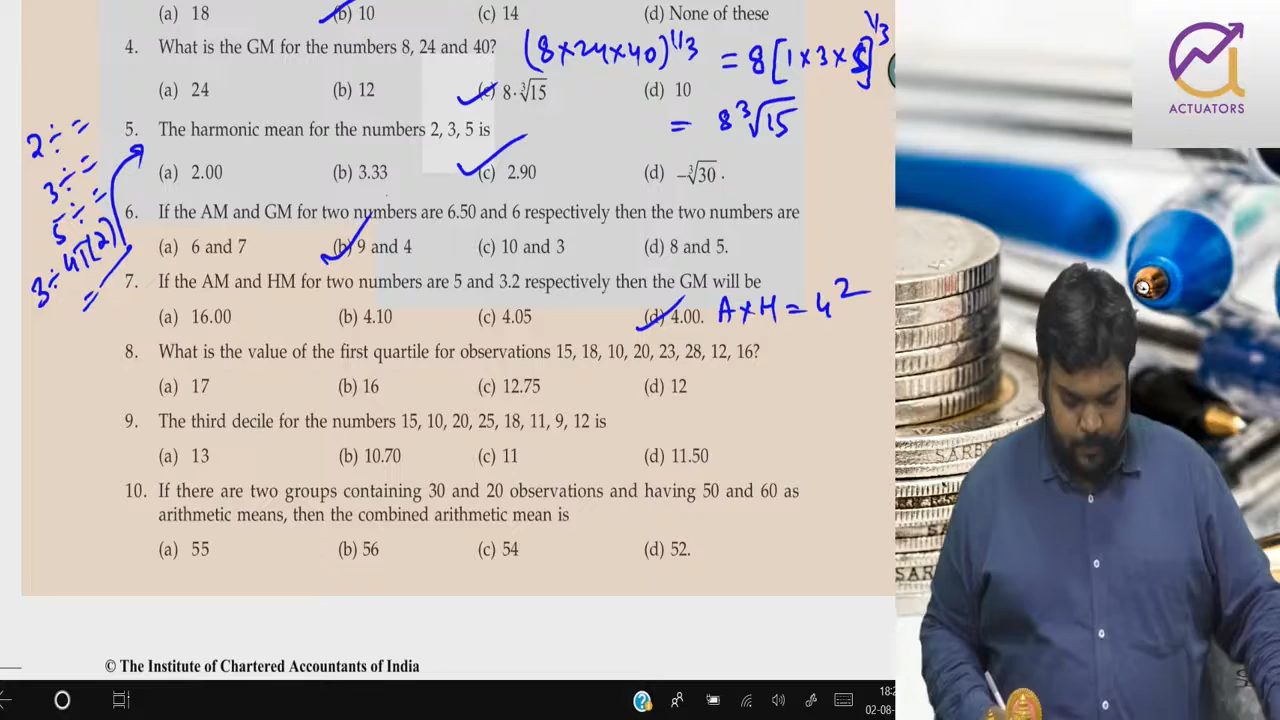 (a) 18 (b) 10 (c) 14 (d) None of these
4. What is the GM for the numbers 8, 24 and 40? (8×24×40)^1/3 = 8[1×3×5]^1/3
(a) 24 (b) 12 (c) 8·∛15 (d) 10
= 8∛15
5. The harmonic mean for the numbers 2, 3, 5 is
2÷=
3÷=
5÷=
3÷4T(2)
=
(a) 2.00 (b) 3.33 (c) 2.90 (d) –∛30.
6. If the AM and GM for two numbers are 6.50 and 6 respectively then the two numbers are
(a) 6 and 7 (b) 9 and 4 (c) 10 and 3 (d) 8 and 5.
7. If the AM and HM for two numbers are 5 and 3.2 respectively then the GM will be
(a) 16.00 (b) 4.10 (c) 4.05 (d) 4.00. A×H=4²
8. What is the value of the first quartile for observations 15, 18, 10, 20, 23, 28, 12, 16?
(a) 17 (b) 16 (c) 12.75 (d) 12
9. The third decile for the numbers 15, 10, 20, 25, 18, 11, 9, 12 is
(a) 13 (b) 10.70 (c) 11 (d) 11.50
10. If there are two groups containing 30 and 20 observations and having 50 and 60 as
arithmetic means, then the combined arithmetic mean is
(a) 55 (b) 56 (c) 54 (d) 52.
© The Institute of Chartered Accountants of India
ACTUATORS
18:2
02-08-